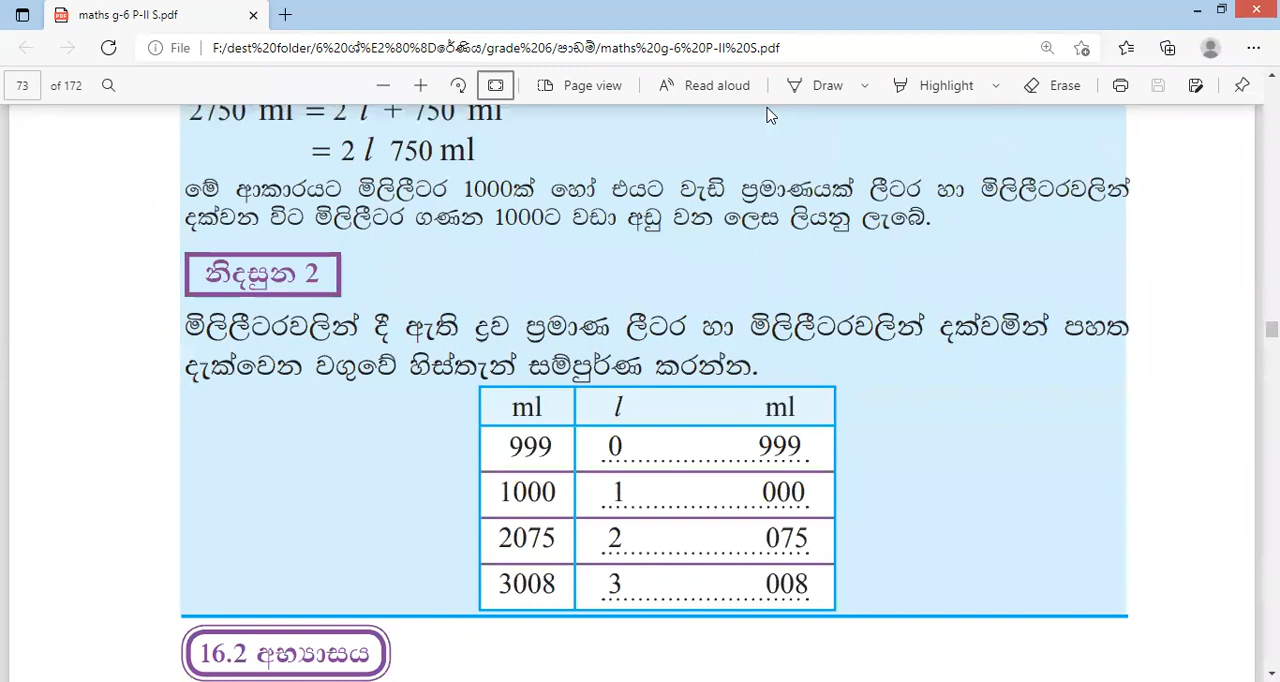 maths g-6 P-II S.pdf
File F:/dest%20folder/6%20ශ්%E2%80%8Dරේණිය/grade%206/පාඩම්/maths%20g-6%20P-II%20S.pdf
73 of 172 Page view Read aloud Draw Highlight Erase
2750 ml = 2 l + 750 ml
= 2 l 750 ml
මේ ආකාරයට මිලිලීටර 1000ක් හෝ එයට වැඩි ප්‍රමාණයක් ලීටර හා මිලිලීටරවලින්
දක්වන විට මිලිලීටර ගණන 1000ට වඩා අඩු වන ලෙස ලියනු ලැබේ.
නිදසුන 2
මිලිලීටරවලින් දී ඇති ද්‍රව ප්‍රමාණ ලීටර හා මිලිලීටරවලින් දක්වමින් පහත
දැක්වෙන වගුවේ හිස්තැන් සම්පූර්ණ කරන්න.
ml l ml
999 0 999
1000 1 000
2075 2 075
3008 3 008
16.2 අභ්‍යාසය